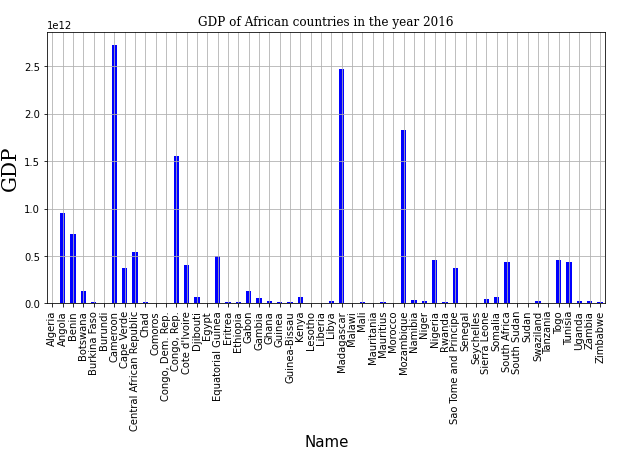 GDP of African countries in the year 2016
1e12
2.5
2.0
1.5
1.0
0.5
0.0
GDP
Algeria
Angola
Benin
Botswana
Burkina Faso
Burundi
Cameroon
Cape Verde
Central African Republic
Chad
Comoros
Congo, Dem. Rep.
Congo, Rep.
Cote d'Ivoire
Djibouti
Egypt
Equatorial Guinea
Eritrea
Ethiopia
Gabon
Gambia
Ghana
Guinea
Guinea-Bissau
Kenya
Lesotho
Liberia
Libya
Madagascar
Malawi
Mali
Mauritania
Mauritius
Morocco
Mozambique
Namibia
Niger
Nigeria
Rwanda
Sao Tome and Principe
Senegal
Seychelles
Sierra Leone
Somalia
South Africa
South Sudan
Sudan
Swaziland
Tanzania
Togo
Tunisia
Uganda
Zambia
Zimbabwe
Name